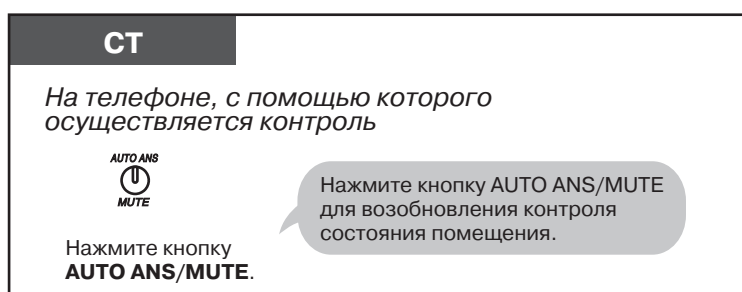 СТ
На телефоне, с помощью которого
осуществляется контроль
AUTO ANS
MUTE
Нажмите кнопку
AUTO ANS/MUTE.
Нажмите кнопку AUTO ANS/MUTE
для возобновления контроля
состояния помещения.